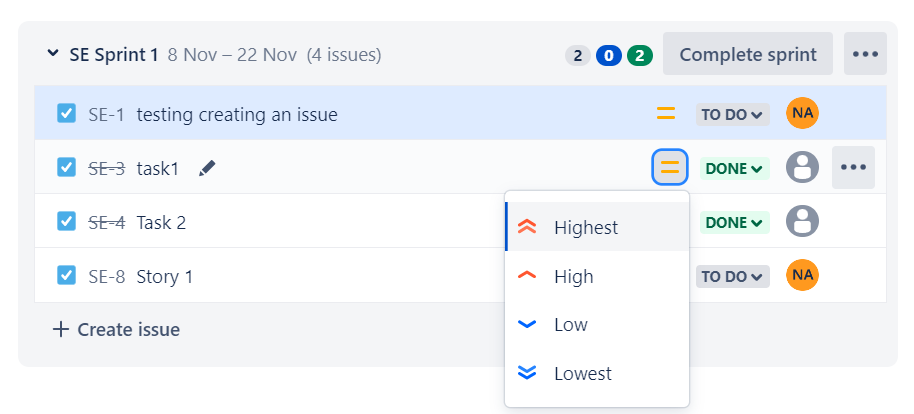 SE Sprint 1 8 Nov – 22 Nov (4 issues) 2 0 2 Complete sprint
SE-1 testing creating an issue TO DO NA
SE-3 task1 DONE
SE-4 Task 2 DONE
SE-8 Story 1 TO DO NA
Highest
High
Low
Lowest
Create issue